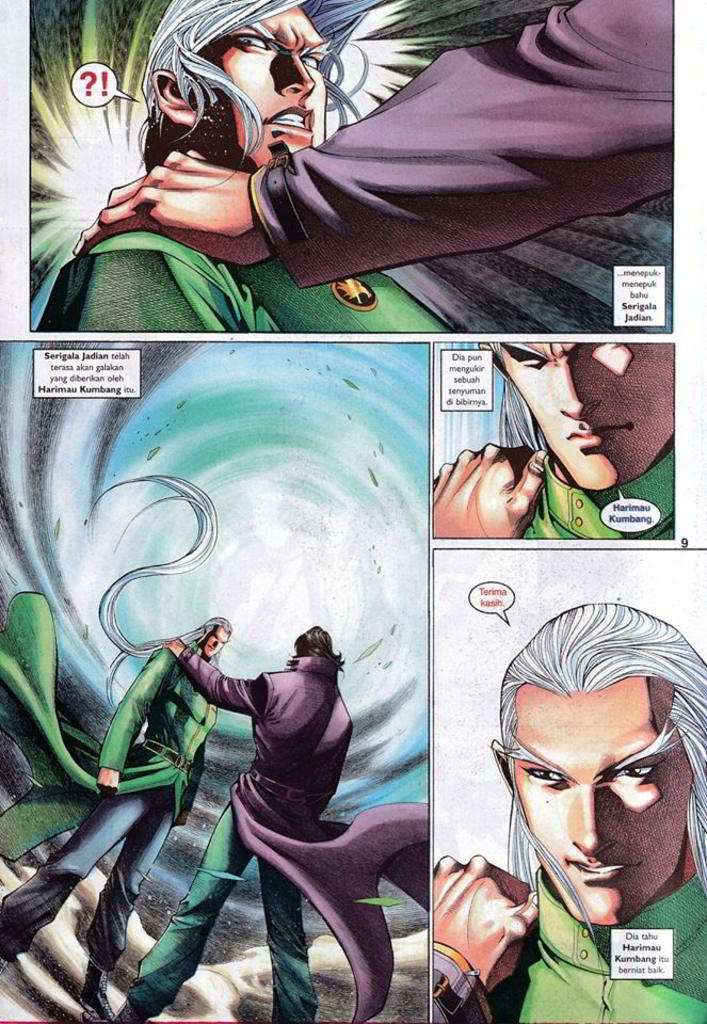 ?!
...menepuk-
menepuk
bahu
Serigala
Jadian.
Serigala Jadian telah
terasa akan galakan
yang diberikan oleh
Harimau Kumbang itu.
Dia pun
mengukir
sebuah
senyuman
di bibirnya.
Harimau
Kumbang.
9
Terima
kasih.
Dia tahu
Harimau
Kumbang itu
berniat baik.